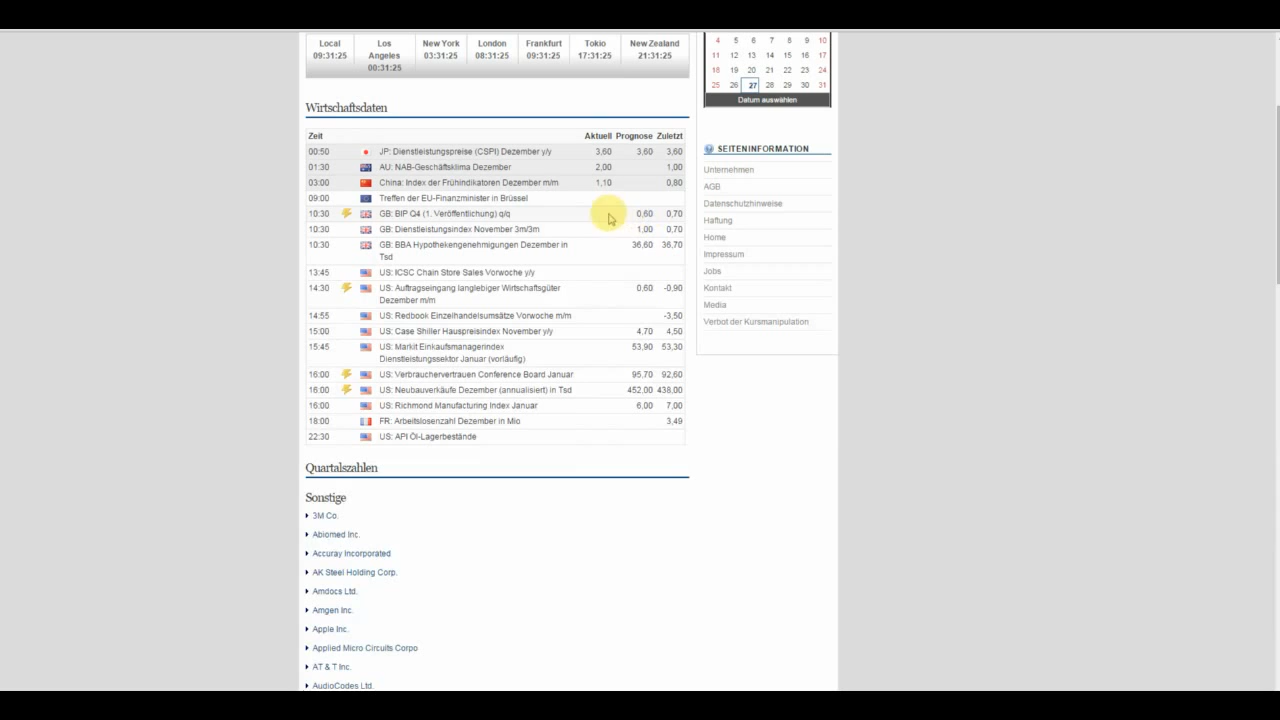 Local Los Angeles New York London Frankfurt Tokio New Zealand
09:31:25 00:31:25 03:31:25 08:31:25 09:31:25 17:31:25 21:31:25
4 5 6 7 8 9 10
11 12 13 14 15 16 17
18 19 20 21 22 23 24
25 26 27 28 29 30 31
Datum auswählen
Wirtschaftsdaten
Zeit Aktuell Prognose Zuletzt
00:50 JP: Dienstleistungspreise (CSPI) Dezember y/y 3,60 3,60 3,60
01:30 AU: NAB-Geschäftsklima Dezember 2,00 1,00
03:00 China: Index der Frühindikatoren Dezember m/m 1,10 0,80
09:00 Treffen der EU-Finanzminister in Brüssel
10:30 GB: BIP Q4 (1. Veröffentlichung) q/q 0,60 0,70
10:30 GB: Dienstleistungsindex November 3m/3m 1,00 0,70
10:30 GB: BBA Hypothekengenehmigungen Dezember in 36,60 36,70
Tsd
13:45 US: ICSC Chain Store Sales Vorwoche y/y
14:30 US: Auftragseingang langlebiger Wirtschaftsgüter 0,60 -0,90
Dezember m/m
14:55 US: Redbook Einzelhandelsumsätze Vorwoche m/m -3,50
15:00 US: Case Shiller Hauspreisindex November y/y 4,70 4,50
15:45 US: Markit Einkaufsmanagerindex 53,90 53,30
Dienstleistungssektor Januar (vorläufig)
16:00 US: Verbrauchervertrauen Conference Board Januar 95,70 92,60
16:00 US: Neubauverkäufe Dezember (annualisiert) in Tsd 452,00 438,00
16:00 US: Richmond Manufacturing Index Januar 6,00 7,00
18:00 FR: Arbeitslosenzahl Dezember in Mio 3,49
22:30 US: API Öl-Lagerbestände
Quartalszahlen
Sonstige
3M Co.
Abiomed Inc.
Accuray Incorporated
AK Steel Holding Corp.
Amdocs Ltd.
Amgen Inc.
Apple Inc.
Applied Micro Circuits Corpo
AT & T Inc.
AudioCodes Ltd.
SEITENINFORMATION
Unternehmen
AGB
Datenschutzhinweise
Haftung
Home
Impressum
Jobs
Kontakt
Media
Verbot der Kursmanipulation